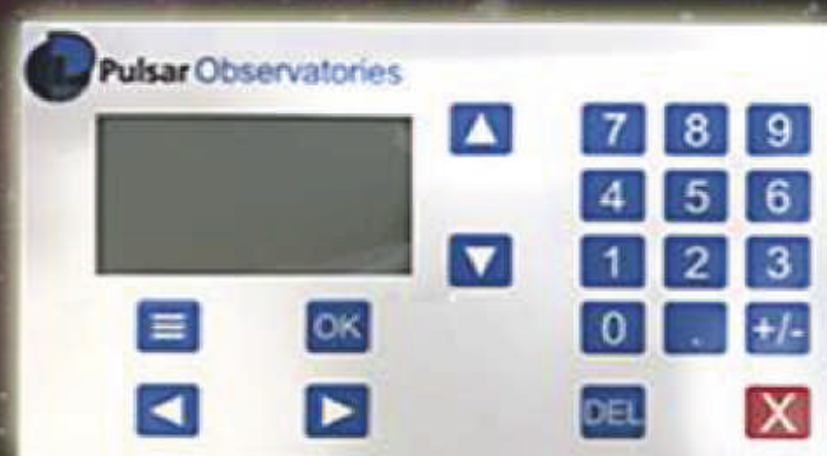 Pulsar Observatories
7 8 9
4 5 6
1 2 3
0 . +/-
OK
DEL X